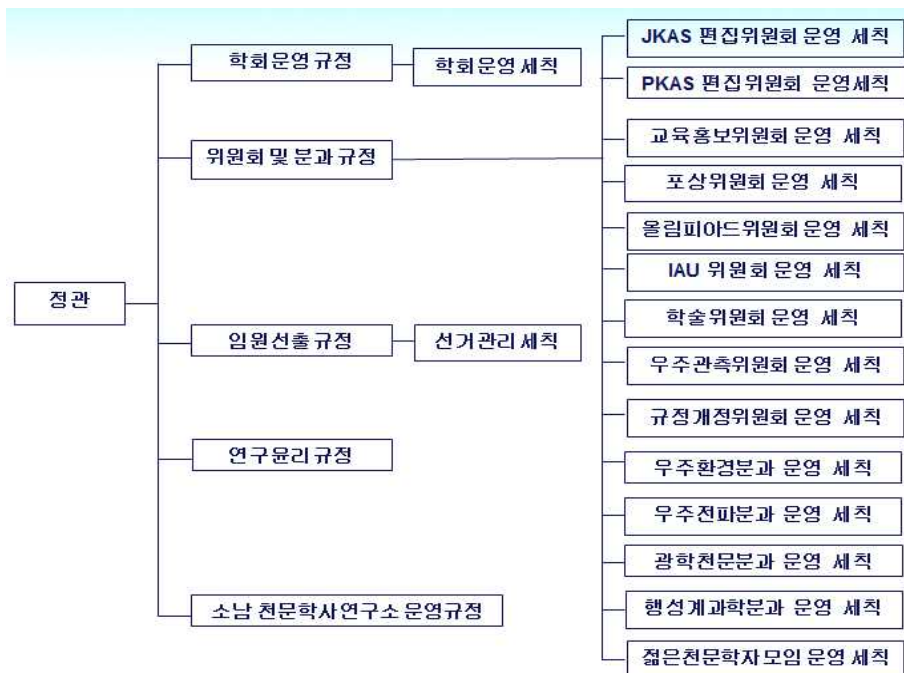 정관
학회운영규정
학회운영세칙
위원회 및 분과규정
임원선출규정
선거관리세칙
연구윤리규정
소남 천문학사연구소 운영규정
JKAS 편집위원회 운영 세칙
PKAS 편집위원회 운영세칙
교육홍보위원회 운영 세칙
포상위원회 운영 세칙
올림피아드위원회 운영 세칙
IAU 위원회 운영 세칙
학술위원회 운영 세칙
우주관측위원회 운영 세칙
규정개정위원회 운영 세칙
우주환경분과 운영 세칙
우주전파분과 운영 세칙
광학천문분과 운영 세칙
행성계과학분과 운영 세칙
젊은천문학자모임 운영 세칙